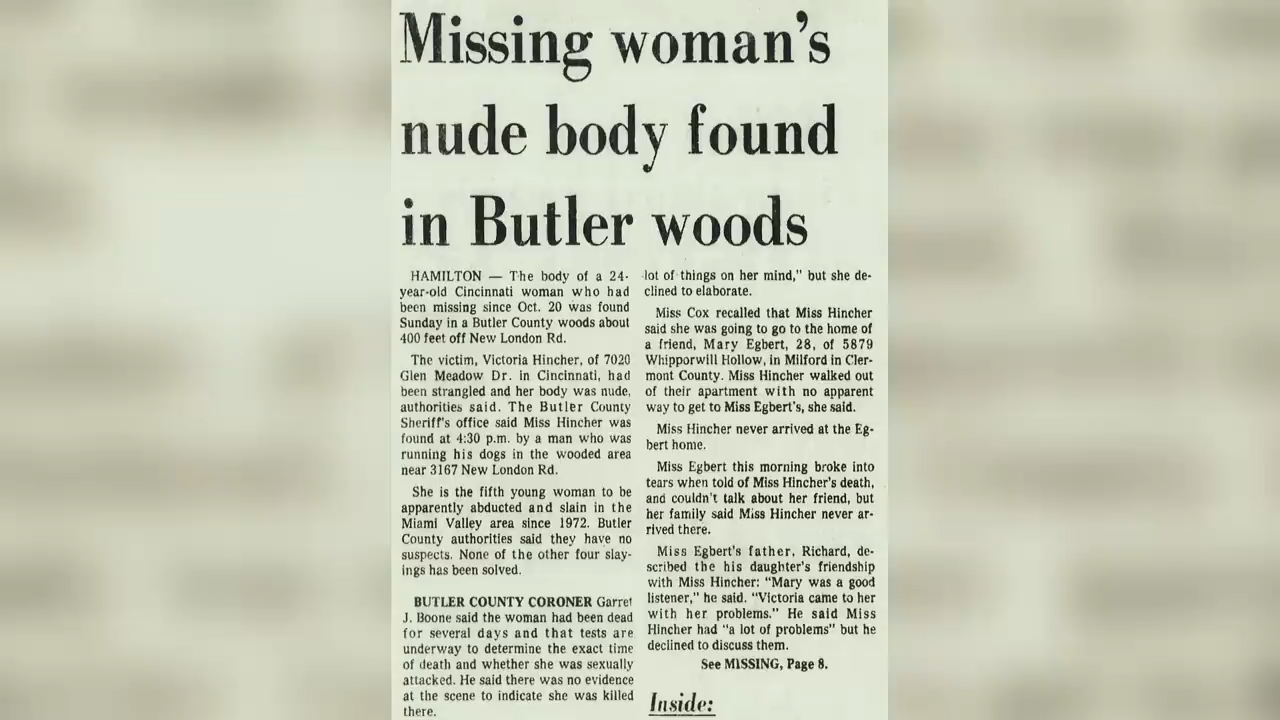 Missing woman's
nude body found
in Butler woods
HAMILTON — The body of a 24-
year-old Cincinnati woman who had
been missing since Oct. 20 was found
Sunday in a Butler County woods about
400 feet off New London Rd.
The victim, Victoria Hincher, of 7020
Glen Meadow Dr. in Cincinnati, had
been strangled and her body was nude,
authorities said. The Butler County
Sheriff's office said Miss Hincher was
found at 4:30 p.m. by a man who was
running his dogs in the wooded area
near 3167 New London Rd.
She is the fifth young woman to be
apparently abducted and slain in the
Miami Valley area since 1972. Butler
County authorities said they have no
suspects. None of the other four slay-
ings has been solved.
BUTLER COUNTY CORONER Garret
J. Boone said the woman had been dead
for several days and that tests are
underway to determine the exact time
of death and whether she was sexually
attacked. He said there was no evidence
at the scene to indicate she was killed
there.
lot of things on her mind," but she de-
clined to elaborate.
Miss Cox recalled that Miss Hincher
said she was going to go to the home of
a friend, Mary Egbert, 28, of 5879
Whipporwill Hollow, in Milford in Cler-
mont County. Miss Hincher walked out
of their apartment with no apparent
way to get to Miss Egbert's, she said.
Miss Hincher never arrived at the Eg-
bert home.
Miss Egbert this morning broke into
tears when told of Miss Hincher's death,
and couldn't talk about her friend, but
her family said Miss Hincher never ar-
rived there.
Miss Egbert's father, Richard, de-
scribed the his daughter's friendship
with Miss Hincher: "Mary was a good
listener," he said. "Victoria came to her
with her problems." He said Miss
Hincher had "a lot of problems" but he
declined to discuss them.
See MISSING, Page 8.
Inside: